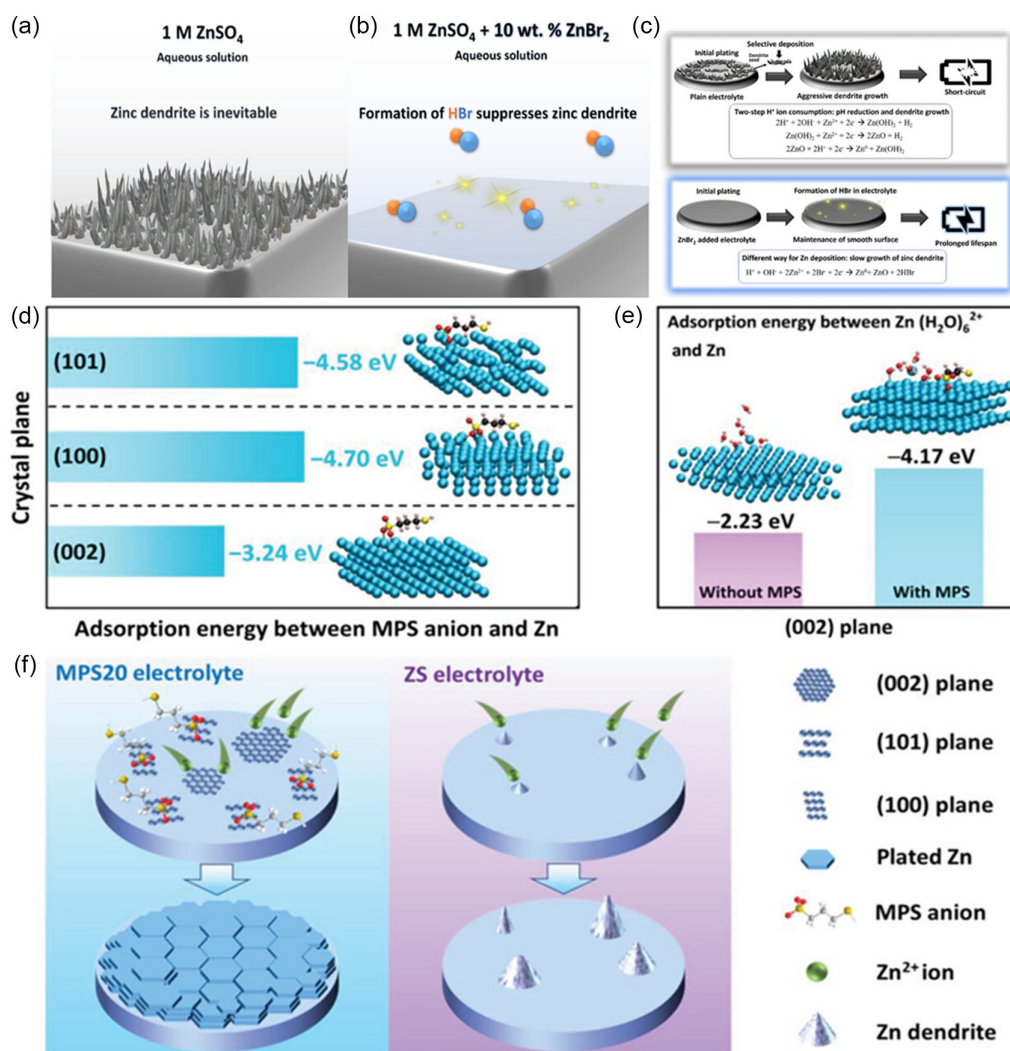 (a)
1 M ZnSO₄
Aqueous solution
Zinc dendrite is inevitable
(b)
1 M ZnSO₄ + 10 wt. % ZnBr₂
Aqueous solution
Formation of HBr suppresses zinc dendrite
(c)
Initial plating
Dendrite seed
Selective deposition
Plain electrolyte
Aggressive dendrite growth
Short-circuit
Two-step H⁺ ion consumption: pH reduction and dendrite growth
2H⁺ + 2OH⁻ + Zn²⁺ + 2e⁻ → Zn(OH)₂ + H₂
Zn(OH)₂ + Zn²⁺ + 2e⁻ → 2ZnO + H₂
2ZnO + 2H⁺ + 2e⁻ → Zn⁰ + Zn(OH)₂
Initial plating
Formation of HBr in electrolyte
ZnBr₂ added electrolyte
Maintenance of smooth surface
Prolonged lifespan
Different way for Zn deposition: slow growth of zinc dendrite
H⁺ + OH⁻ + 2Zn²⁺ + 2Br⁻ + 2e⁻ → Zn⁰+ ZnO + 2HBr
(d)
Crystal plane
(101)
−4.58 eV
(100)
−4.70 eV
(002)
−3.24 eV
Adsorption energy between MPS anion and Zn
(e)
Adsorption energy between Zn (H₂O)₆²⁺
and Zn
−2.23 eV
Without MPS
−4.17 eV
With MPS
(002) plane
(f)
MPS20 electrolyte
ZS electrolyte
(002) plane
(101) plane
(100) plane
Plated Zn
MPS anion
Zn²⁺ ion
Zn dendrite